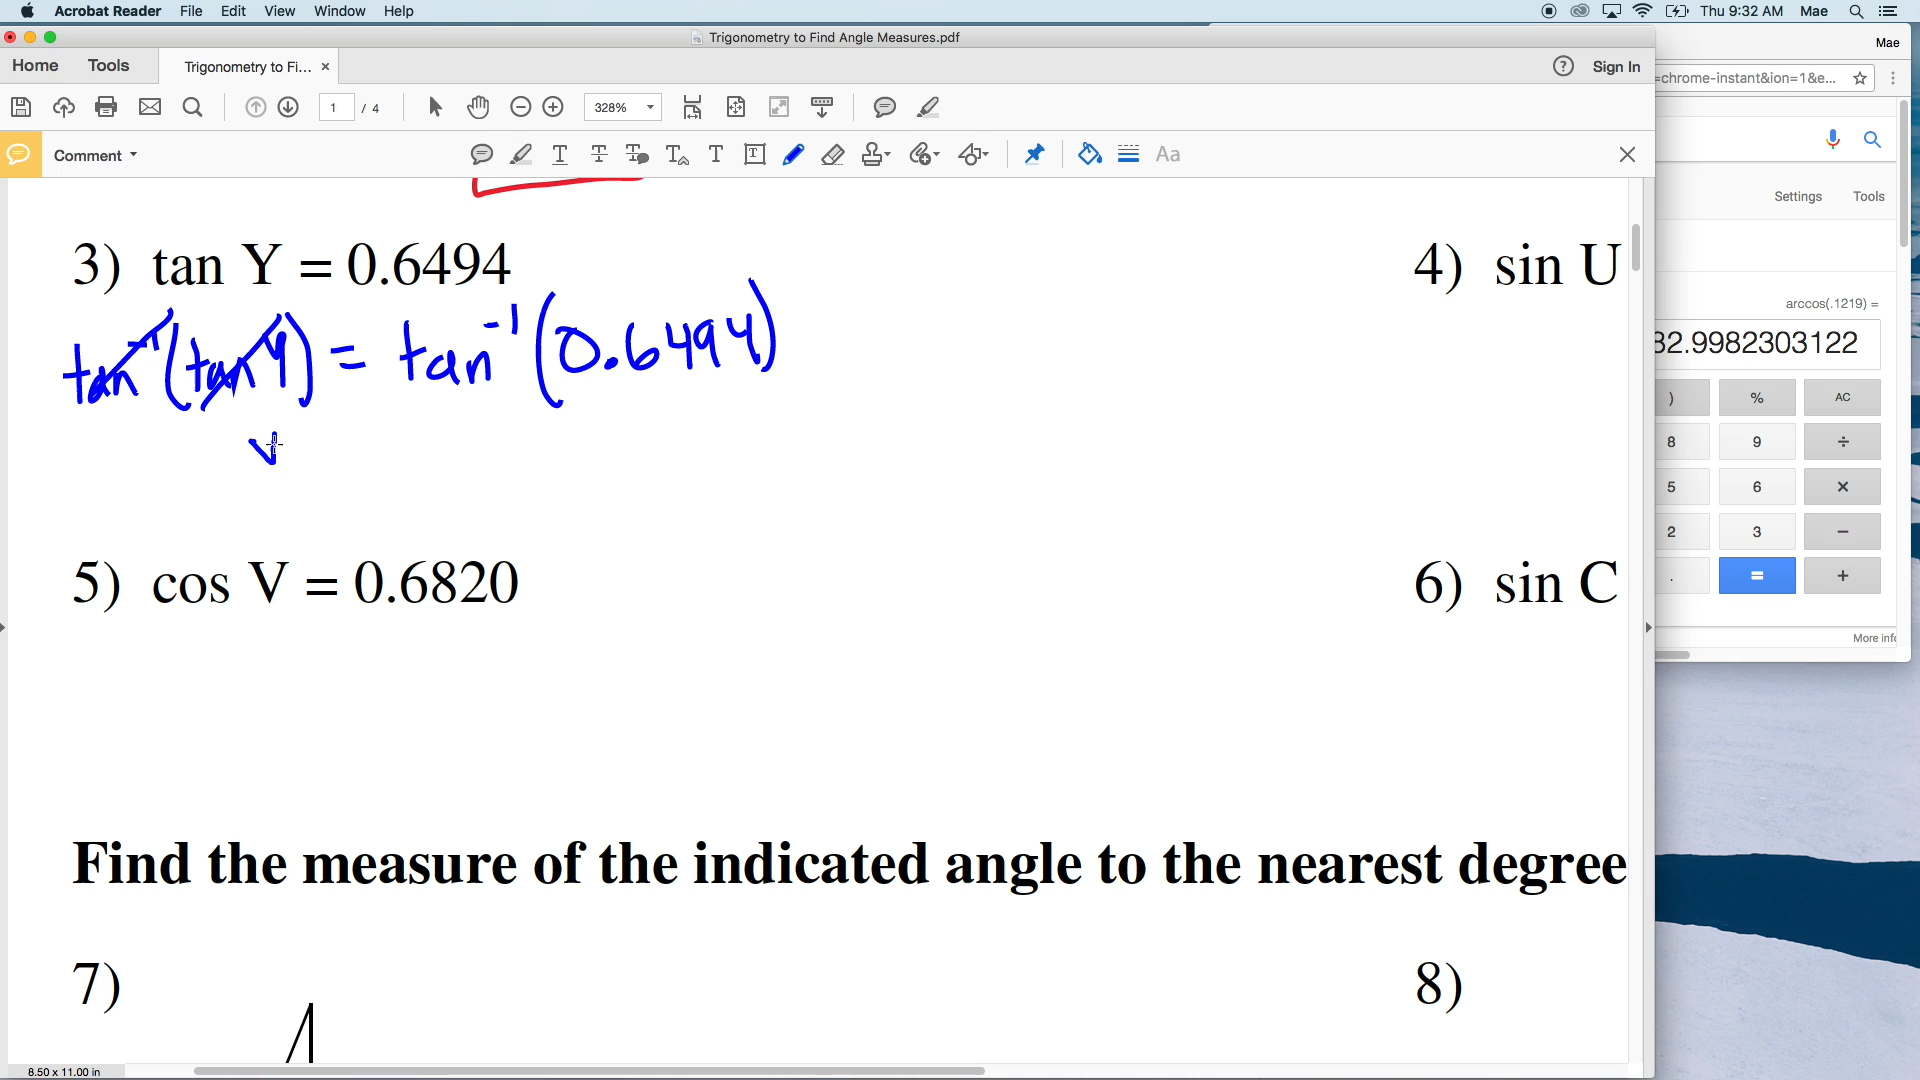 Acrobat Reader File Edit View Window Help Thu 9:32 AM Mae
Trigonometry to Find Angle Measures.pdf
Mae
Home Tools Trigonometry to Fi... × ? Sign In
=chrome-instant&ion=1&e...
1 / 4 328%
Comment
Aa
Settings Tools
3) tan Y = 0.6494
4) sin U
tan⁻¹(tan Y) = tan⁻¹(0.6494)
arccos(.1219) =
82.9982303122
) % AC
8 9 ÷
5 6 ×
2 3 −
. = +
More info
5) cos V = 0.6820
6) sin C
Find the measure of the indicated angle to the nearest degree
7)
8)
8.50 x 11.00 in